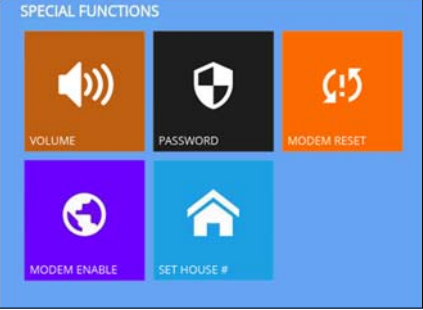 SPECIAL FUNCTIONS
VOLUME
PASSWORD
MODEM RESET
MODEM ENABLE
SET HOUSE #